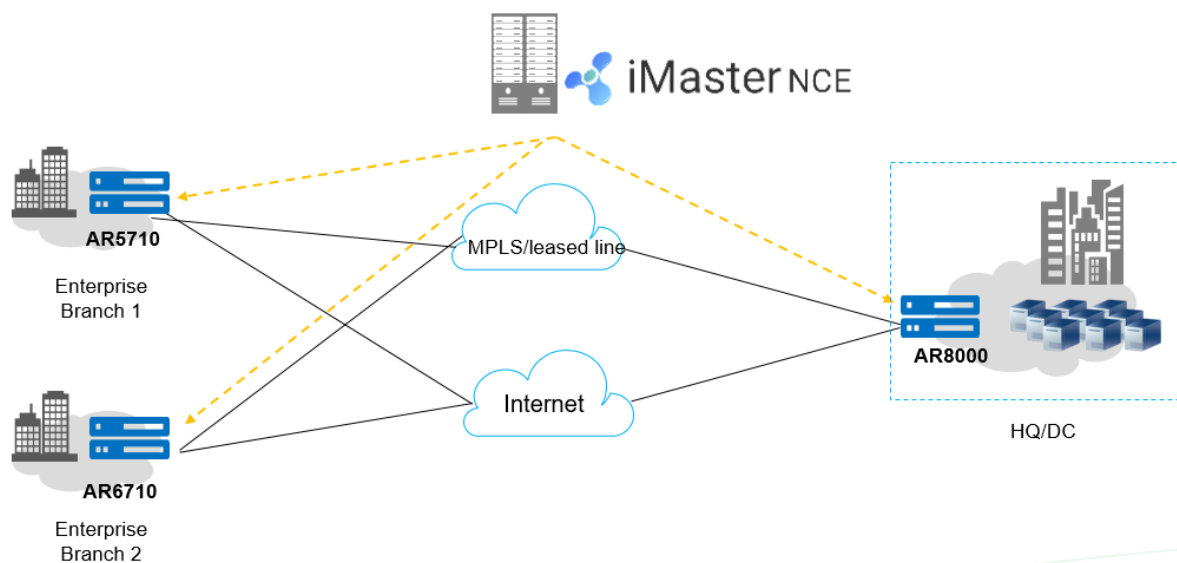 iMaster NCE
AR5710
Enterprise
Branch 1
MPLS/leased line
AR8000
Internet
HQ/DC
AR6710
Enterprise
Branch 2